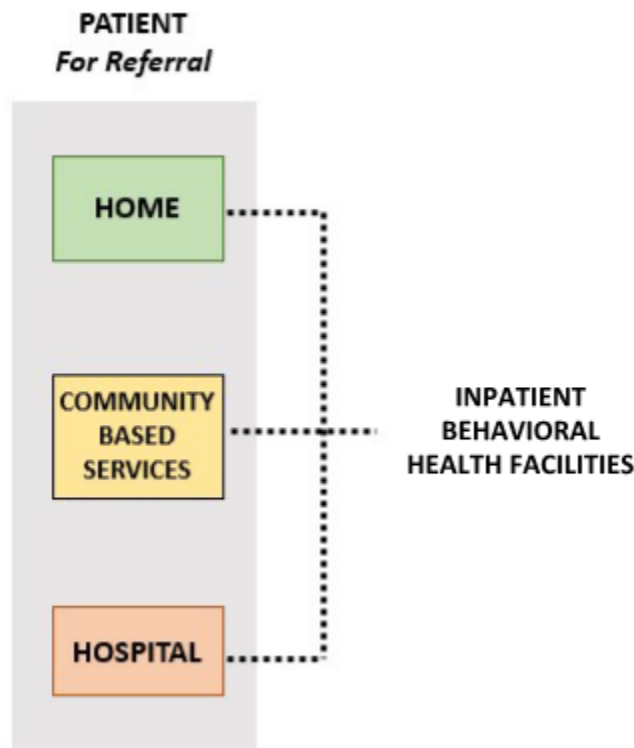 PATIENT
For Referral
HOME
COMMUNITY
BASED
SERVICES
HOSPITAL
INPATIENT
BEHAVIORAL
HEALTH FACILITIES